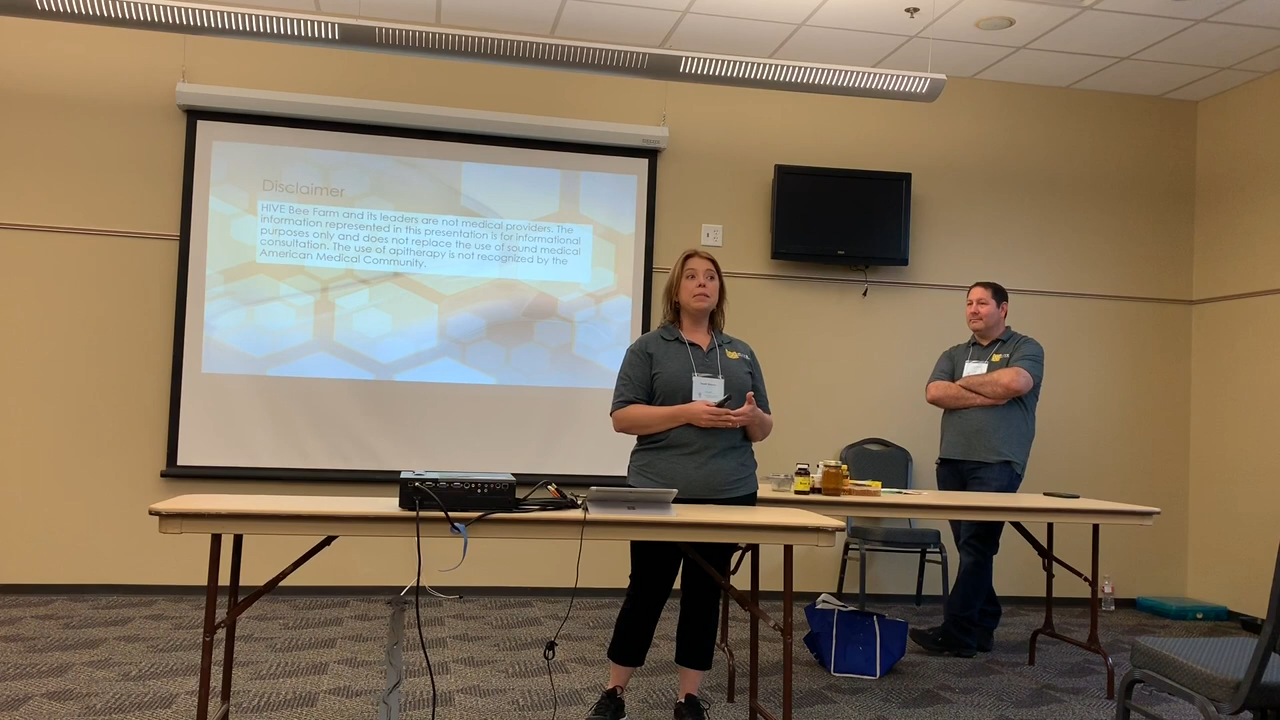 Disclaimer
HIVE Bee Farm and its leaders are not medical providers. The
information represented in this presentation is for informational
purposes only and does not replace the use of sound medical
consultation. The use of apitherapy is not recognized by the
American Medical Community.